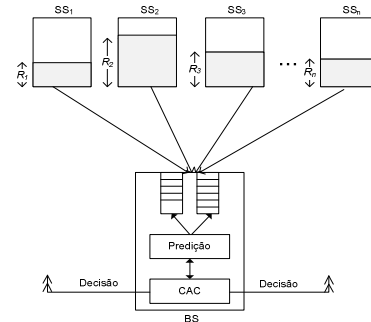 SS1 SS2 SS3 SSn
R1 R2 R3 ... Rn
Predição
Decisão CAC Decisão
BS